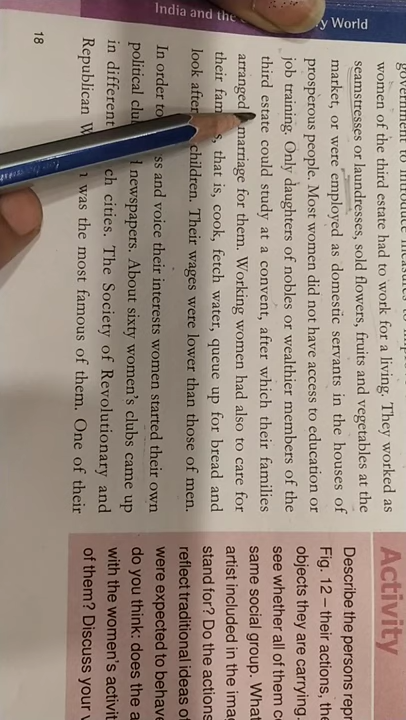 India and the y World
government to introduce measures to
women of the third estate had to work for a living. They worked as
seamstresses or laundresses, sold flowers, fruits and vegetables at the
market, or were employed as domestic servants in the houses of
prosperous people. Most women did not have access to education or
job training. Only daughters of nobles or wealthier members of the
third estate could study at a convent, after which their families
arranged marriage for them. Working women had also to care for
their fam s, that is, cook, fetch water, queue up for bread and
look after children. Their wages were lower than those of men.
In order to ss and voice their interests women started their own
political clu newspapers. About sixty women's clubs came up
in different ch cities. The Society of Revolutionary and
Republican W n was the most famous of them. One of their
18
Activity
Describe the persons rep
Fig. 12 – their actions, th
objects they are carrying
see whether all of them c
same social group. What
artist included in the ima
stand for? Do the actions
reflect traditional ideas of
were expected to behave
do you think: does the a
with the women's activit
of them? Discuss your v